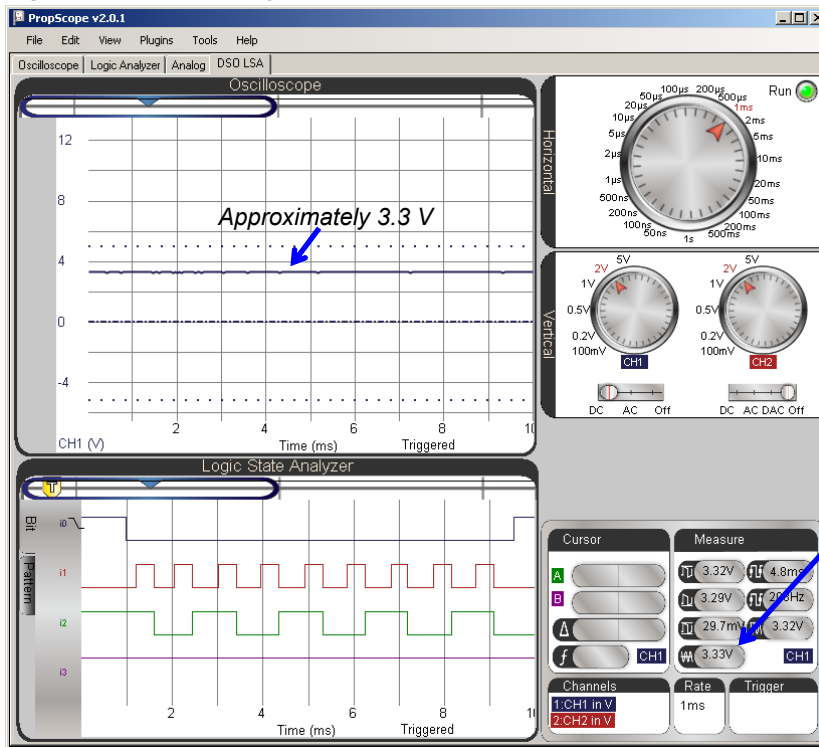 PropScope v2.0.1
File Edit View Plugins Tools Help
Oscilloscope Logic Analyzer Analog DSO LSA
Oscilloscope
12
8
4
0
-4
Approximately 3.3 V
2 4 6 8 10
CH1 (V) Time (ms) Triggered
Horizontal
Run
50ns 100ns 200ns 500ns 1µs 2µs 5µs 10µs 20µs 50µs 100µs 200µs 500µs 1ms 2ms 5ms 10ms 20ms 50ms 100ms 200ms 500ms 1s
Vertical
100mV 0.2V 0.5V 1V 2V 5V
CH1
DC AC Off
100mV 0.2V 0.5V 1V 2V 5V
CH2
DC AC DAC Off
Logic State Analyzer
T
Bit
Pattern
i0
i1
i2
i3
2 4 6 8
Time (ms) Triggered
Cursor
A
B
Δ
f CH1
Measure
3.32V 4.8ms
3.29V
29.7mV 3.32V
3.33V CH1
Channels
1:CH1 in V
2:CH2 in V
Rate
1ms
Trigger